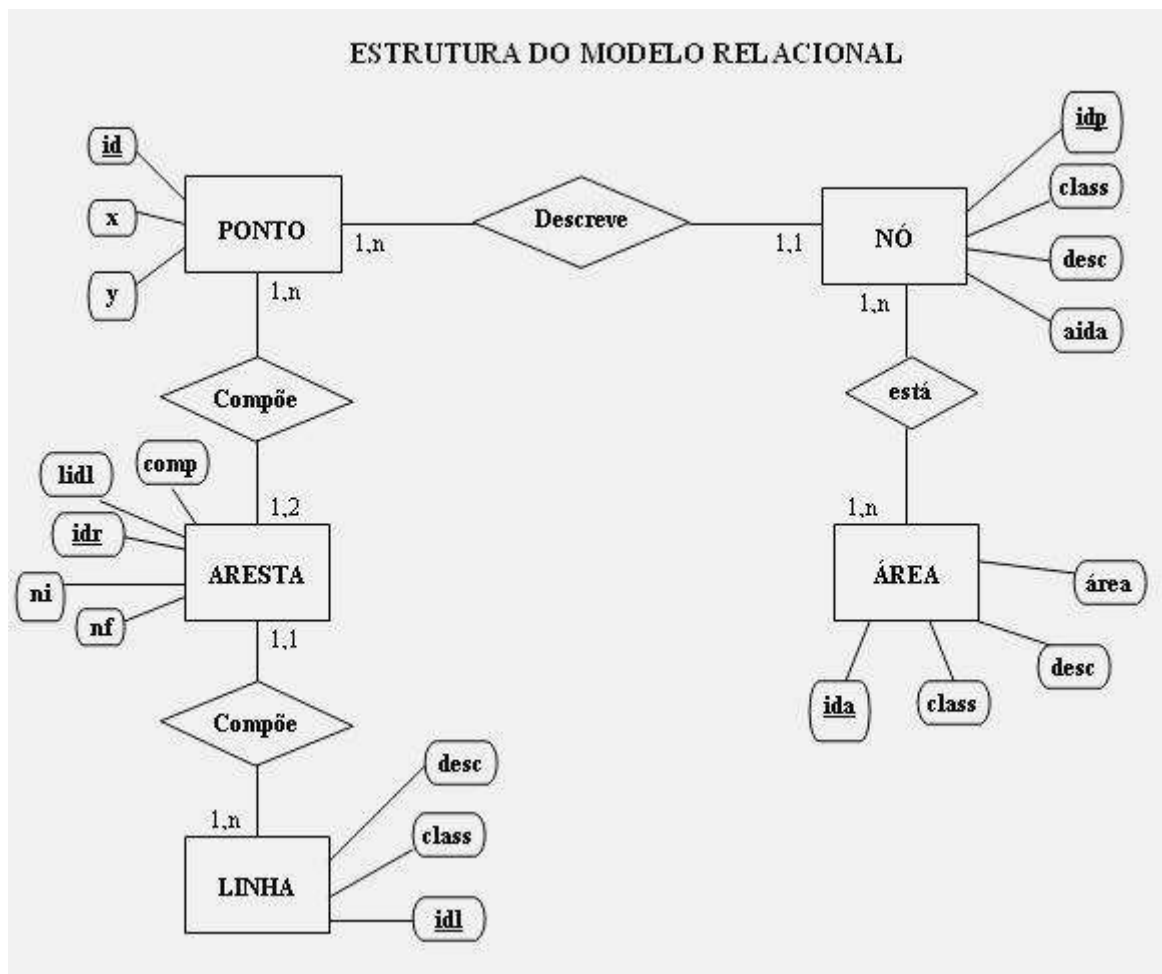 ESTRUTURA DO MODELO RELACIONAL
id
x
y
PONTO
1,n
Descreve
1,1
NÓ
idp
class
desc
aida
1,n
1,n
Compõe
está
comp
lidl
idr
ni
nf
1,2
ARESTA
1,1
1,n
ÁREA
área
desc
ida
class
Compõe
1,n
LINHA
desc
class
idl